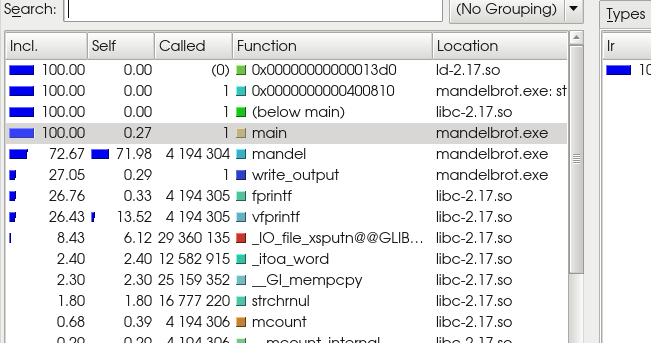 Search: (No Grouping) Types
Incl. Self Called Function Location Ir
100.00 0.00 (0) 0x00000000000013d0 ld-2.17.so 10
100.00 0.00 1 0x0000000000400810 mandelbrot.exe: st
100.00 0.00 1 (below main) libc-2.17.so
100.00 0.27 1 main mandelbrot.exe
72.67 71.98 4 194 304 mandel mandelbrot.exe
27.05 0.29 1 write_output mandelbrot.exe
26.76 0.33 4 194 305 fprintf libc-2.17.so
26.43 13.52 4 194 305 vfprintf libc-2.17.so
8.43 6.12 29 360 135 _IO_file_xsputn@@GLIB... libc-2.17.so
2.40 2.40 12 582 915 _itoa_word libc-2.17.so
2.30 2.30 25 159 352 __GI_mempcpy libc-2.17.so
1.80 1.80 16 777 220 strchrnul libc-2.17.so
0.68 0.39 4 194 306 mcount libc-2.17.so